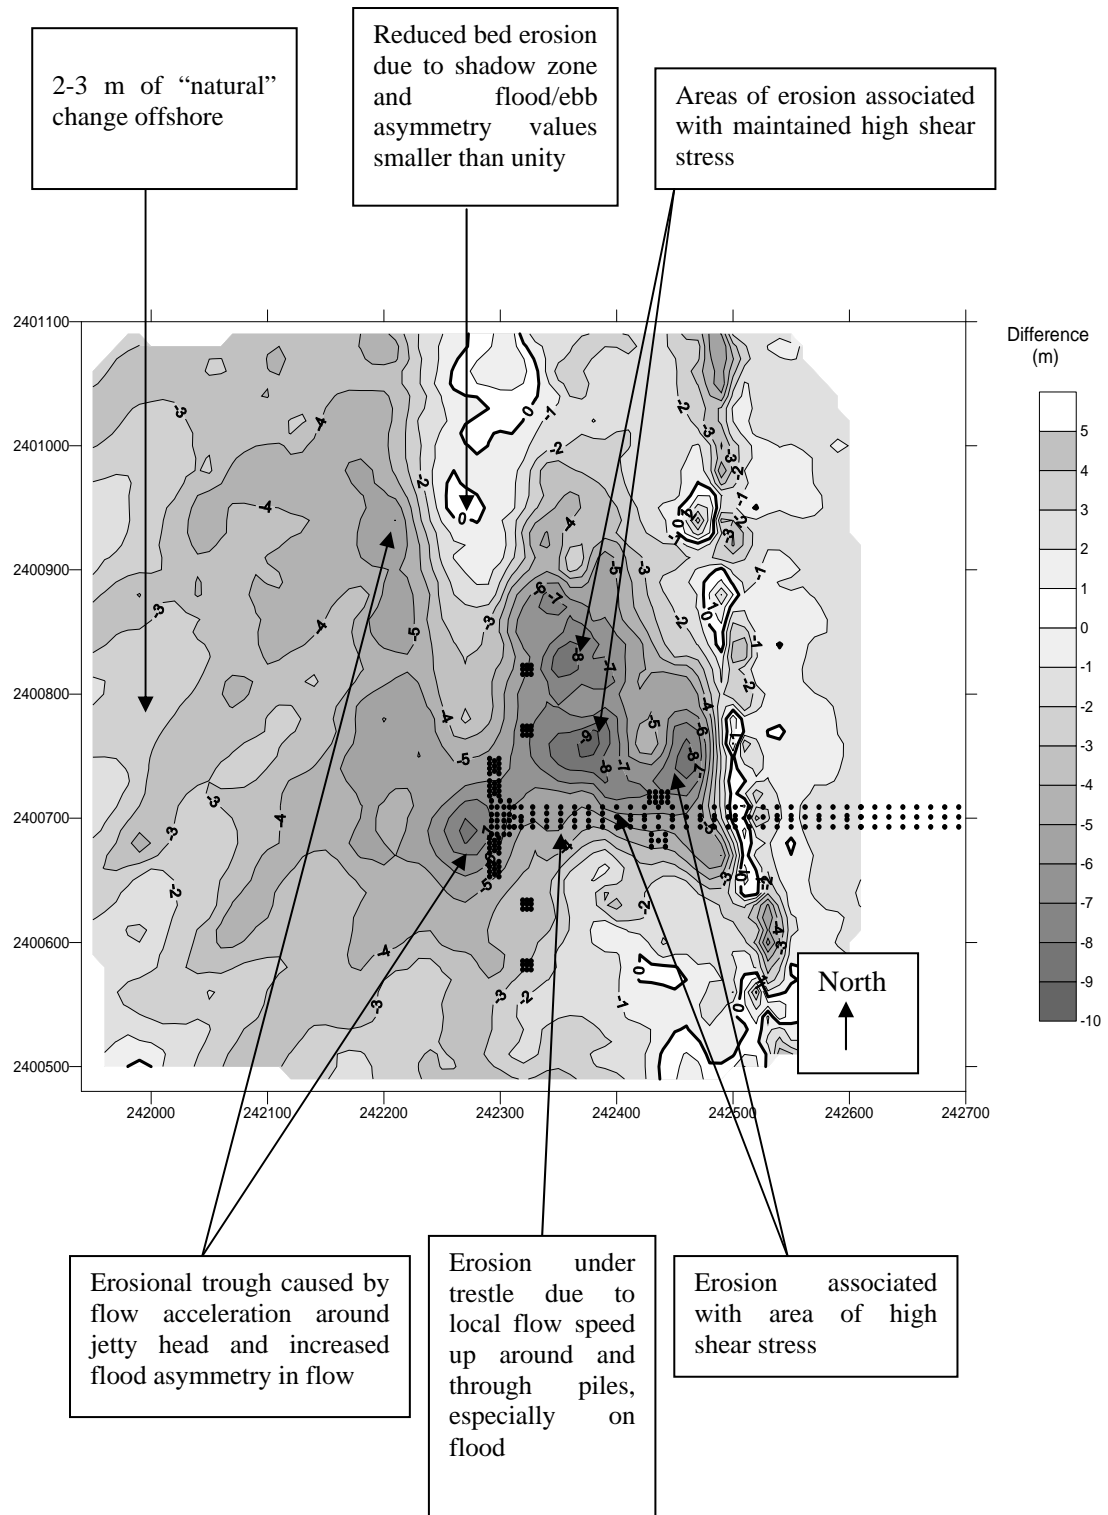 2-3 m of “natural”
change offshore
Reduced bed erosion
due to shadow zone
and flood/ebb
asymmetry values
smaller than unity
Areas of erosion associated
with maintained high shear
stress
Difference
(m)
5
4
3
2
1
0
-1
-2
-3
-4
-5
-6
-7
-8
-9
-10
2401100
2401000
2400900
2400800
2400700
2400600
2400500
242000
242100
242200
242300
242400
242500
242600
242700
North
Erosional trough caused by
flow acceleration around
jetty head and increased
flood asymmetry in flow
Erosion under
trestle due to
local flow speed
up around and
through piles,
especially on
flood
Erosion associated
with area of high
shear stress